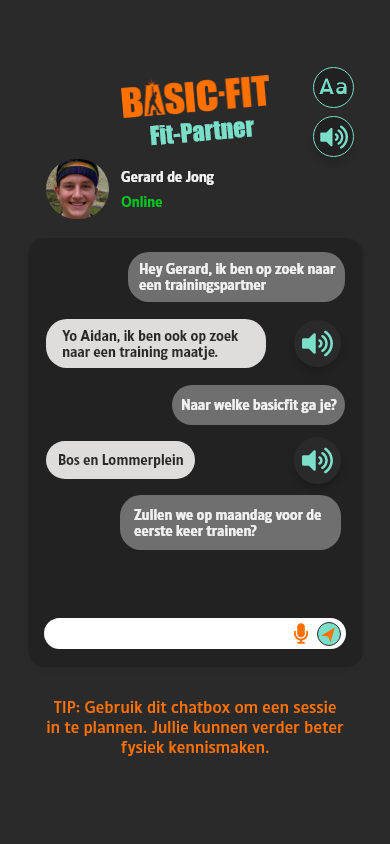 BASIC-FIT
Fit-Partner
Aa
Gerard de Jong
Online
Hey Gerard, ik ben op zoek naar
een trainingspartner
Yo Aidan, ik ben ook op zoek
naar een training maatje.
Naar welke basicfit ga je?
Bos en Lommerplein
Zullen we op maandag voor de
eerste keer trainen?
TIP: Gebruik dit chatbox om een sessie
in te plannen. Jullie kunnen verder beter
fysiek kennismaken.